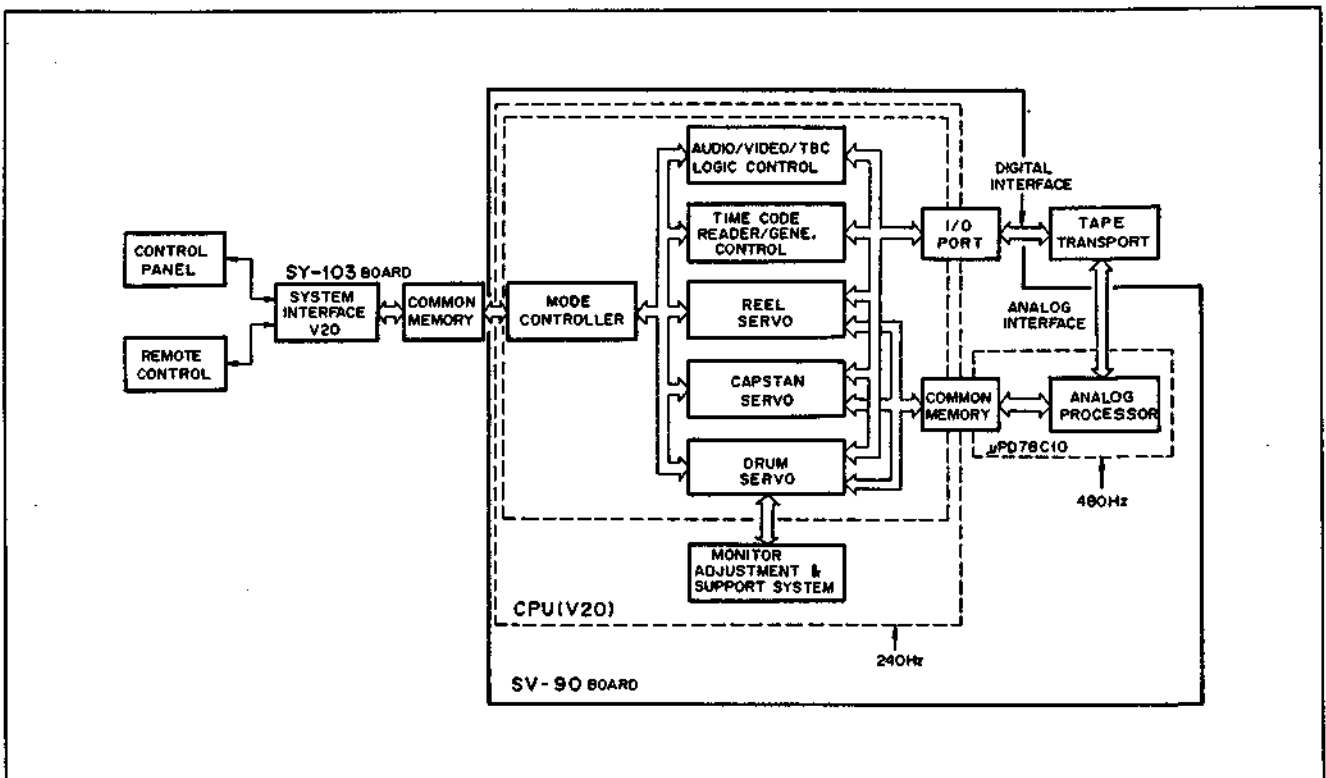 CONTROL
PANEL
REMOTE
CONTROL
SY-103 BOARD
SYSTEM
INTERFACE
V20
COMMON
MEMORY
MODE
CONTROLLER
AUDIO/VIDEO/TBC
LOGIC CONTROL
TIME CODE
READER/GENE.
CONTROL
REEL
SERVO
CAPSTAN
SERVO
DRUM
SERVO
MONITOR
ADJUSTMENT &
SUPPORT SYSTEM
CPU(V20)
240Hz
SV-90 BOARD
I/O
PORT
DIGITAL
INTERFACE
TAPE
TRANSPORT
ANALOG
INTERFACE
COMMON
MEMORY
ANALOG
PROCESSOR
μPD78C10
480Hz